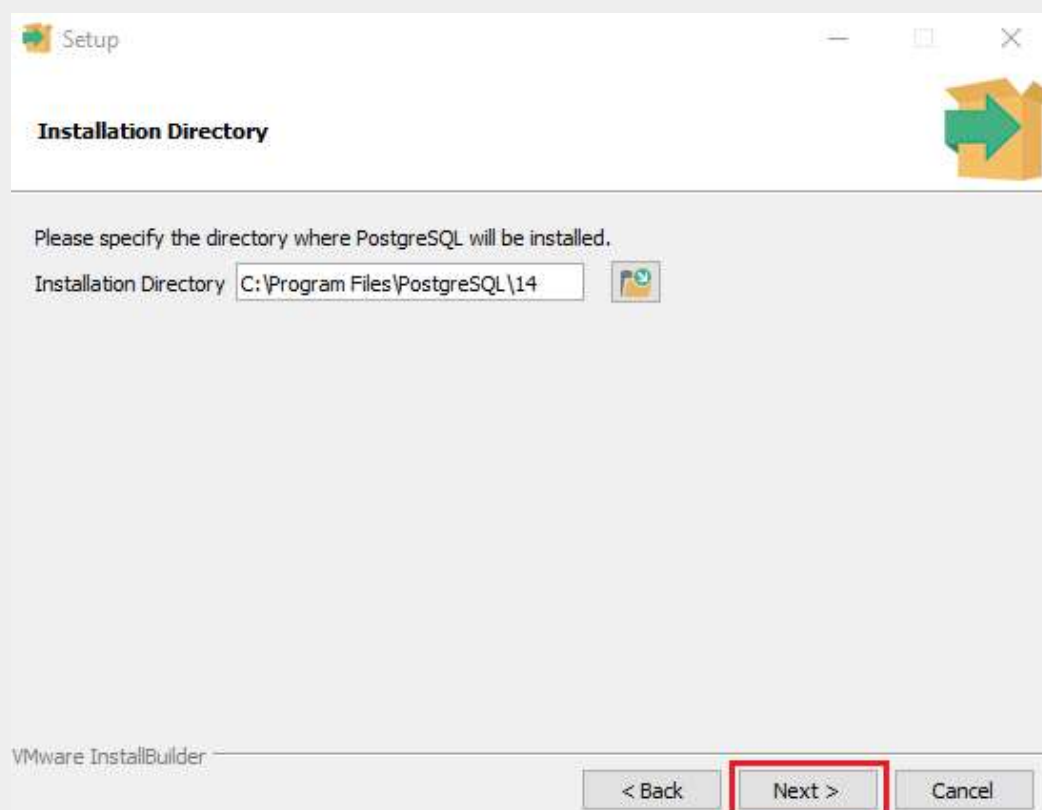 Setup
Installation Directory
Please specify the directory where PostgreSQL will be installed.
Installation Directory C:\Program Files\PostgreSQL\14
VMware InstallBuilder
< Back Next > Cancel